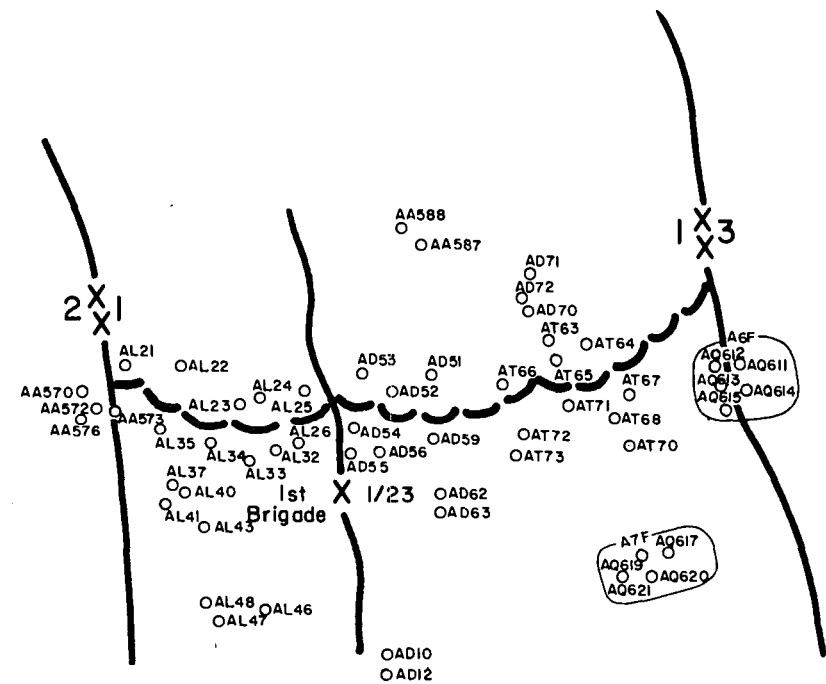 AA588
AA587
1 X 3
X
AD71
AD72
AD70
2 X 1
X
AT63
AT64
A6F
AL21
AL22
AD53
AD51
AT66
AT65
AQ612
AQ611
AA570
AL24
AD52
AT67
AQ613
AQ614
AA572
AA573
AL23
AL25
AT71
AQ615
AA576
AL35
AL26
AD54
AD59
AT68
AL34
AL32
AD56
AT72
AT70
AL33
AD55
AT73
AL37
AL40
1st
Brigade
X 1/23
AD62
AL41
AL43
AD63
A7F
AQ617
AQ619
AQ620
AQ621
AL48
AL46
AL47
AD10
AD12